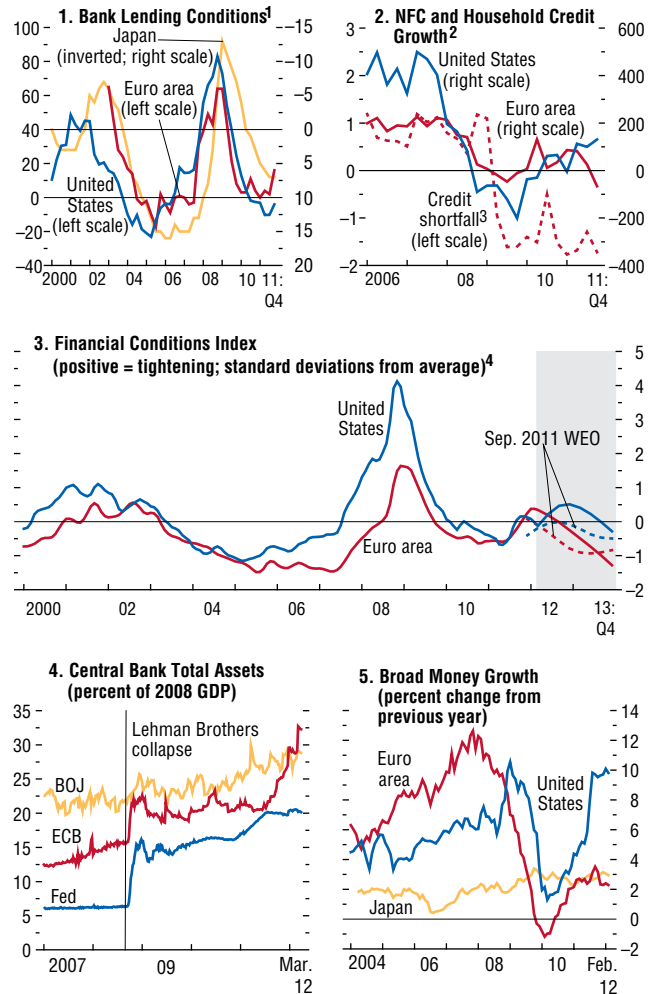 1. Bank Lending Conditions1
Japan
(inverted; right scale)
Euro area
(left scale)
United
States
(left scale)
100
80
60
40
20
0
−20
−40
−15
−10
−5
0
5
10
15
20
2000 02 04 06 08 10 11:
Q4
2. NFC and Household Credit
Growth2
United States
(right scale)
Euro area
(right scale)
Credit
shortfall3
(left scale)
3
2
1
0
−1
−2
600
400
200
0
−200
−400
2006 08 10 11:
Q4
3. Financial Conditions Index
(positive = tightening; standard deviations from average)4
United
States
Sep. 2011 WEO
Euro area
5
4
3
2
1
0
−1
−2
2000 02 04 06 08 10 12 13:
Q4
4. Central Bank Total Assets
(percent of 2008 GDP)
Lehman Brothers
collapse
BOJ
ECB
Fed
35
30
25
20
15
10
5
0
2007 09 Mar.
12
5. Broad Money Growth
(percent change from
previous year)
Euro
area
United
States
Japan
14
12
10
8
6
4
2
0
−2
2004 06 08 10 Feb.
12